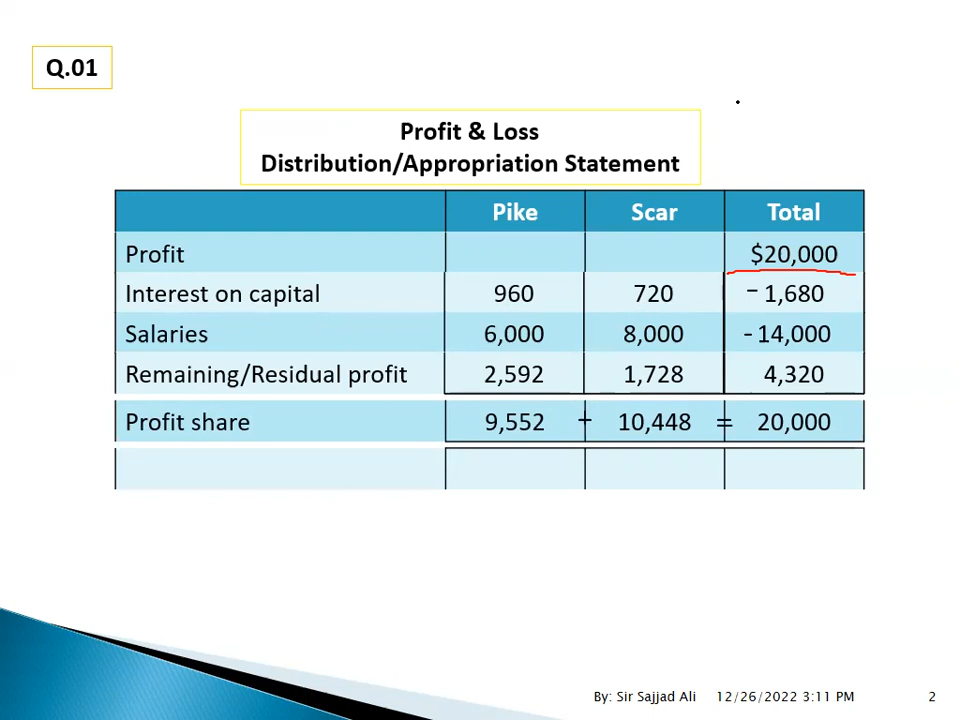 Q.01
Profit & Loss
Distribution/Appropriation Statement
Pike Scar Total
Profit $20,000
Interest on capital 960 720 - 1,680
Salaries 6,000 8,000 - 14,000
Remaining/Residual profit 2,592 1,728 4,320
Profit share 9,552 + 10,448 = 20,000
By: Sir Sajjad Ali 12/26/2022 3:11 PM 2